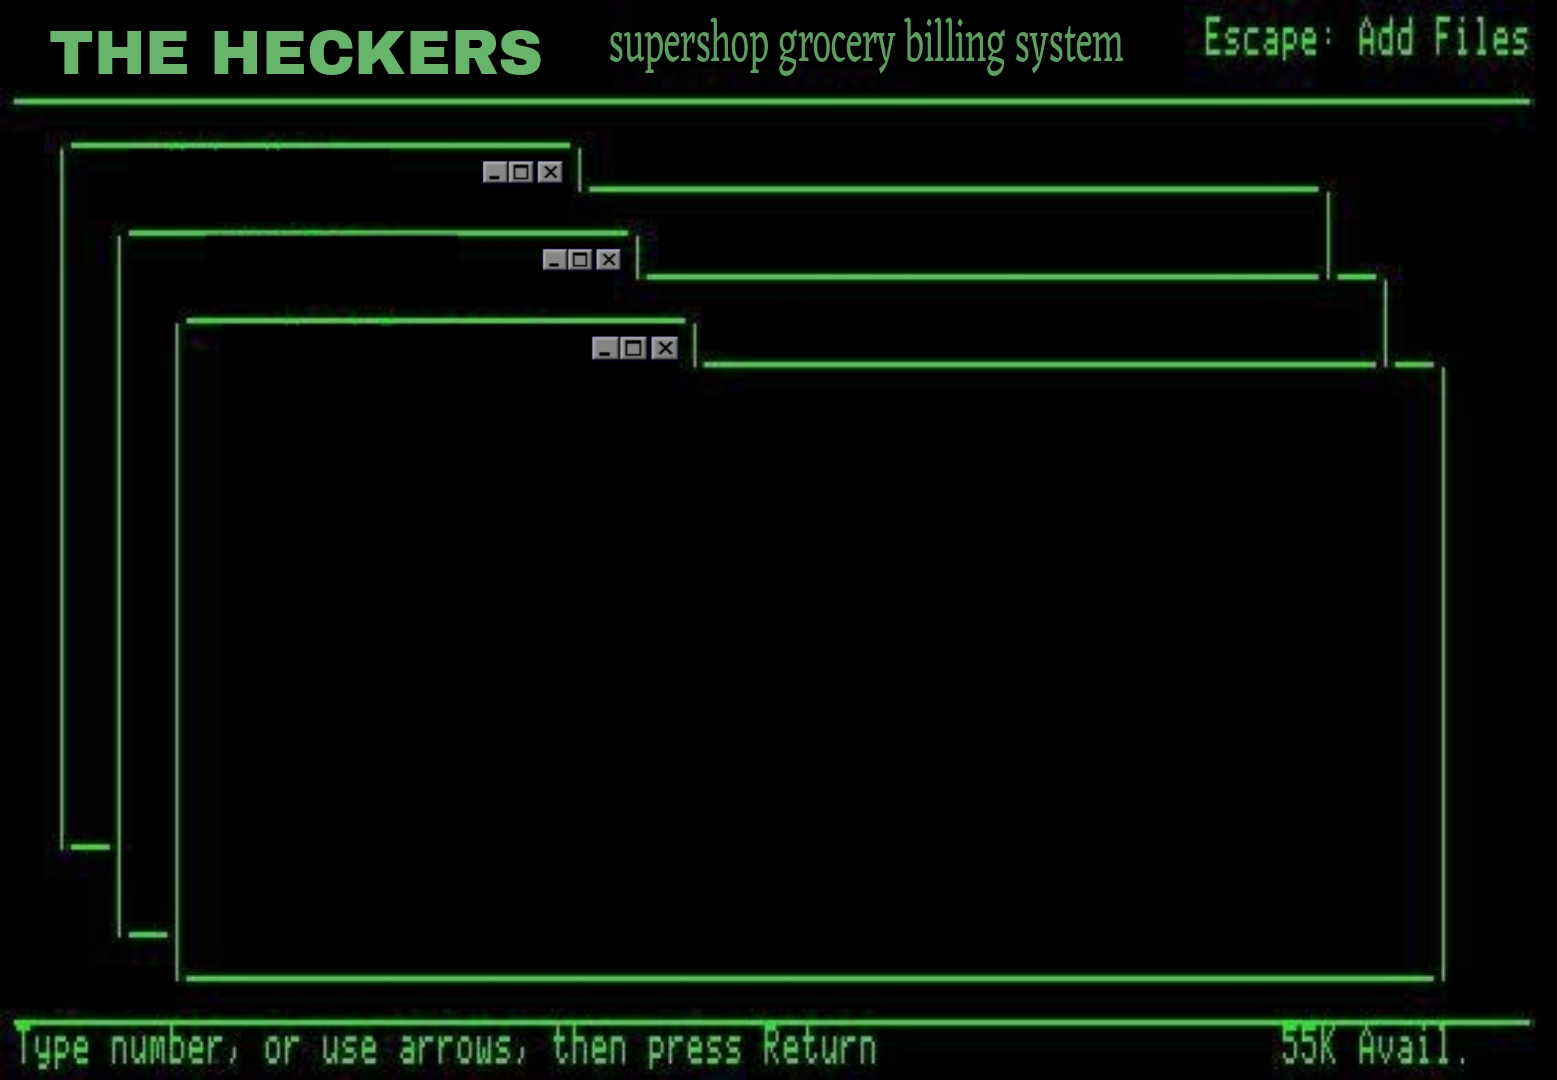 THE HECKERS supershop grocery billing system Escape: Add Files
Type number, or use arrows, then press Return 55K Avail.